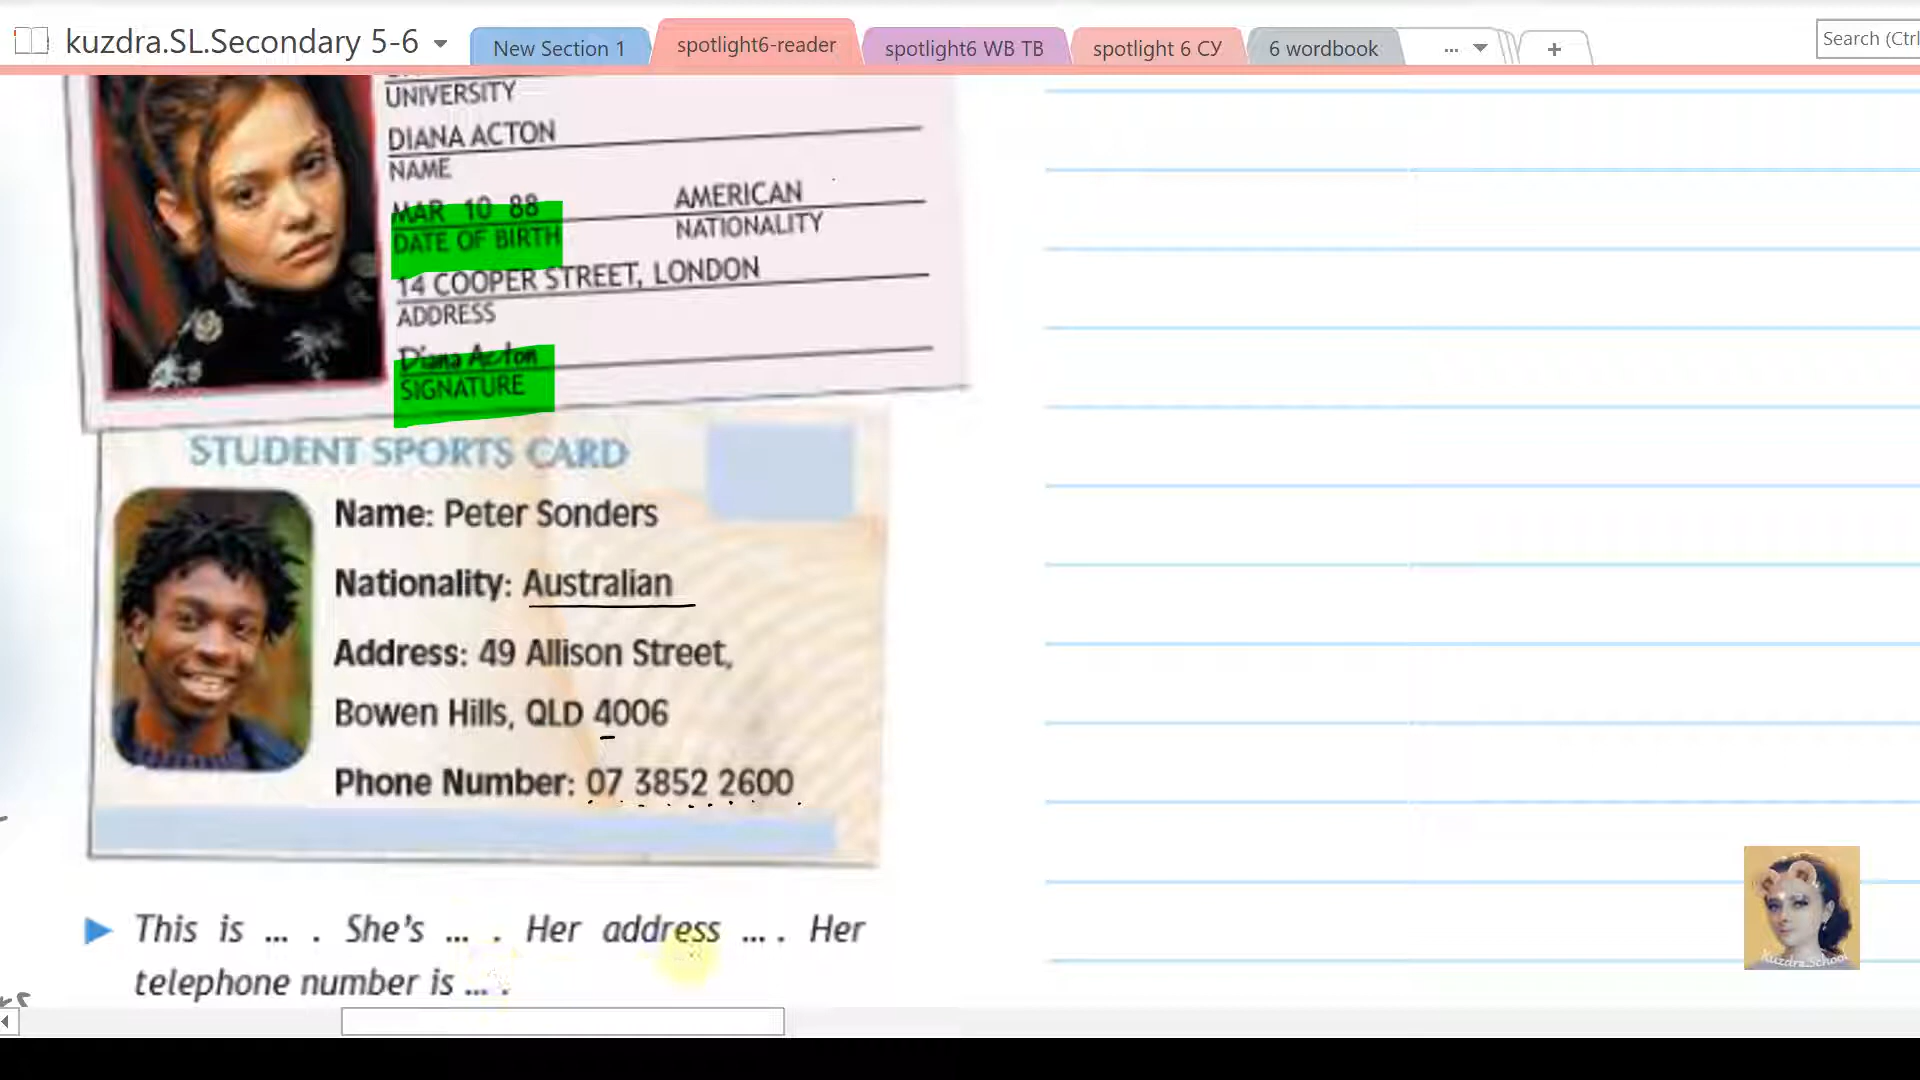 kuzdra.SL.Secondary 5-6
New Section 1
spotlight6-reader
spotlight6 WB TB
spotlight 6 СУ
6 wordbook
...
+
Search (Ctrl
UNIVERSITY
DIANA ACTON
NAME
MAR 10 88 AMERICAN
DATE OF BIRTH NATIONALITY
14 COOPER STREET, LONDON
ADDRESS
Diana Acton
SIGNATURE
STUDENT SPORTS CARD
Name: Peter Sonders
Nationality: Australian
Address: 49 Allison Street,
Bowen Hills, QLD 4006
Phone Number: 07 3852 2600
This is ... . She's ... . Her address ... . Her
telephone number is ... .
Kuzdra.School